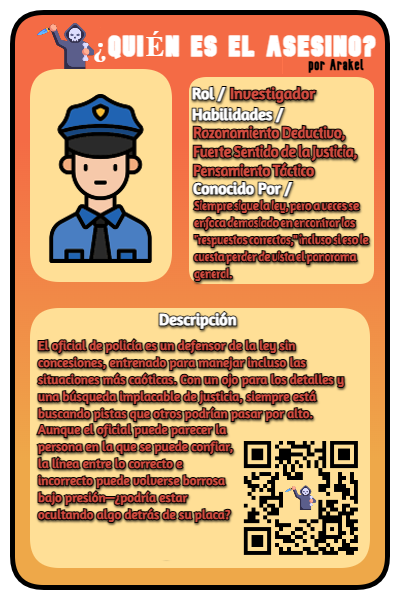 ¿QUIÉN ES EL ASESINO?
por Arakel
Rol / Investigador
Habilidades /
Rozonamiento Deductivo,
Fuerte Sentido de la Justicia,
Pensamiento Táctico
Conocido Por /
Siempre sigue la ley, pero a veces se
enfoca demasiado en encontrar las
"respuestas correctas," incluso si eso le
cuesta perder de vista el panorama
general.
Descripción
El oficial de policía es un defensor de la ley sin
concesiones, entrenado para manejar incluso las
situaciones más caóticas. Con un ojo para los detalles y
una búsqueda implacable de justicia, siempre está
buscando pistas que otros podrían pasar por alto.
Aunque el oficial puede parecer la
persona en la que se puede confiar,
la línea entre lo correcto e
incorrecto puede volverse borrosa
bajo presión—¿podría estar
ocultando algo detrás de su placa?